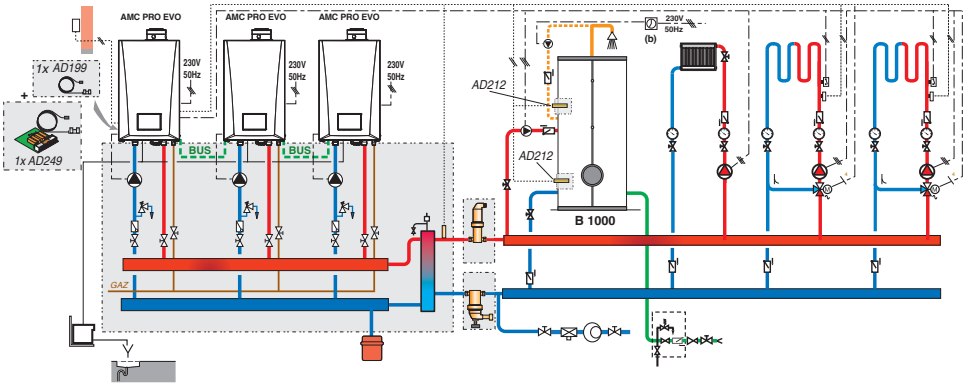 AMC PRO EVO
AMC PRO EVO
AMC PRO EVO
230V
50Hz
(b)
1x AD199
230V
50Hz
230V
50Hz
230V
50Hz
+
1x AD249
AD212
BUS
BUS
AD212
M
M
B 1000
GAZ